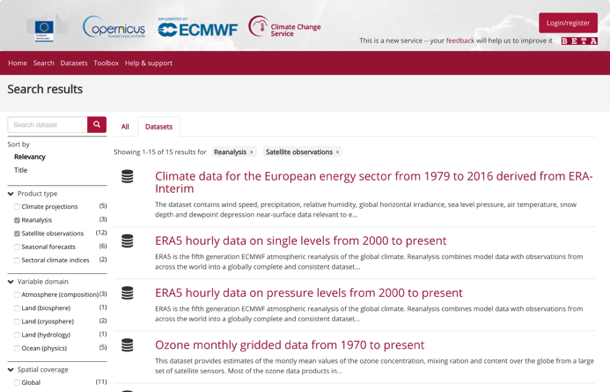 Copernicus
IMPLEMENTED BY
ECMWF
Climate Change
Service
Login/register
This is a new service -- your feedback will help us to improve it BETA
Home Search Datasets Toolbox Help & support
Search results
Search dataset
All Datasets
Sort by
Relevancy
Title
Showing 1-15 of 15 results for Reanalysis × Satellite observations ×
Product type
Climate projections (5)
Reanalysis (3)
Satellite observations (12)
Seasonal forecasts (6)
Sectoral climate indices (2)
Variable domain
Atmosphere (composition) (3)
Land (biosphere) (1)
Land (cryosphere) (2)
Land (hydrology) (1)
Ocean (physics) (5)
Spatial coverage
Global (11)
Climate data for the European energy sector from 1979 to 2016 derived from ERA-
Interim
The dataset contains wind speed, precipitation, relative humidity, global horizontal irradiance, sea level pressure, air temperature, snow
depth and dewpoint depression near-surface data relevant to e...
ERA5 hourly data on single levels from 2000 to present
ERA5 is the fifth generation ECMWF atmospheric reanalysis of the global climate. Reanalysis combines model data with observations from
across the world into a globally complete and consistent dataset...
ERA5 hourly data on pressure levels from 2000 to present
ERA5 is the fifth generation ECMWF atmospheric reanalysis of the global climate. Reanalysis combines model data with observations from
across the world into a globally complete and consistent dataset...
Ozone monthly gridded data from 1970 to present
This dataset provides estimates of the montly mean values of the ozone concentration, mixing ration and content over the globe from a large
set of satellite sensors. Most of the ozone data products in...